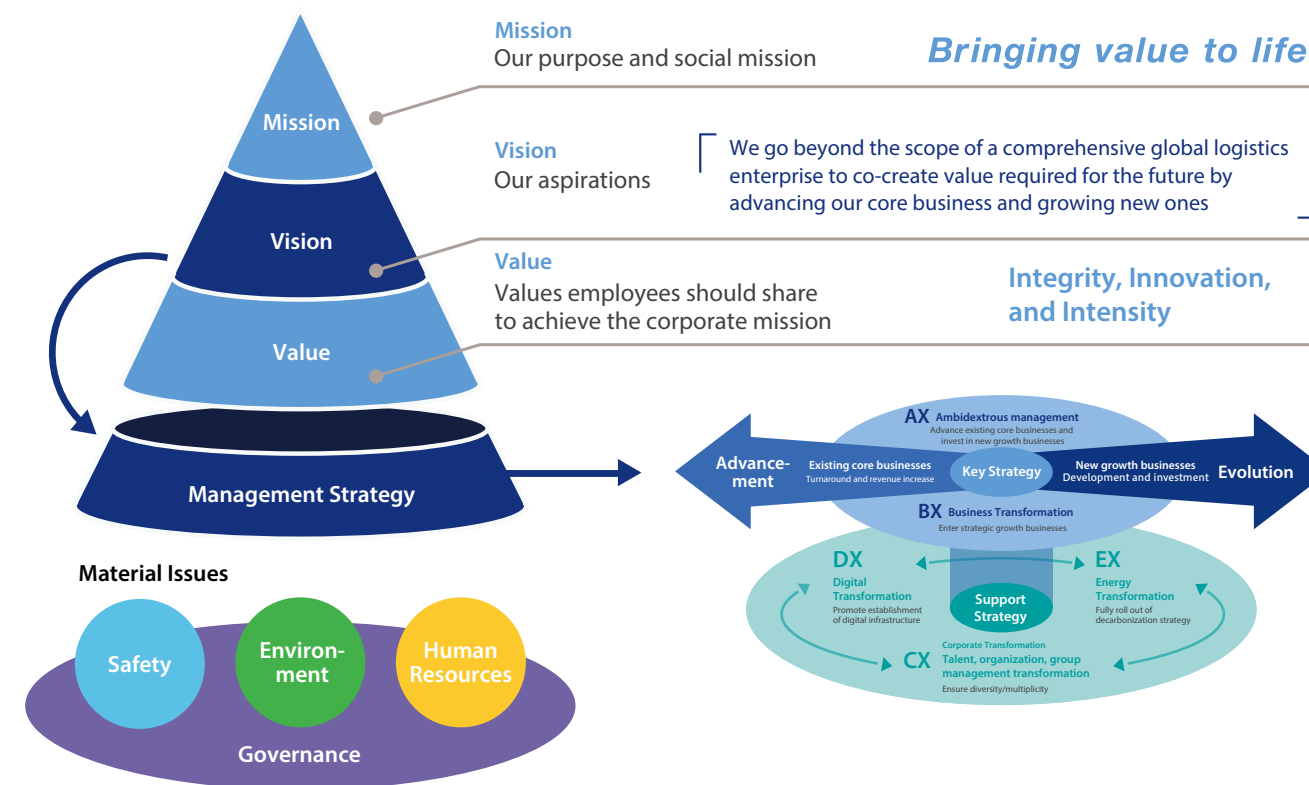 Mission
Our purpose and social mission
Bringing value to life
Mission
Vision
Our aspirations
We go beyond the scope of a comprehensive global logistics
enterprise to co-create value required for the future by
advancing our core business and growing new ones
Vision
Value
Values employees should share
to achieve the corporate mission
Integrity, Innovation,
and Intensity
Value
Management Strategy
AX Ambidextrous management
Advance existing core businesses and
invest in new growth businesses
Advance-
ment
Existing core businesses
Turnaround and revenue increase
Key Strategy
New growth businesses
Development and investment
Evolution
BX Business Transformation
Enter strategic growth businesses
DX
Digital
Transformation
Promote establishment
of digital infrastructure
EX
Energy
Transformation
Fully roll out of
decarbonization strategy
Support
Strategy
CX
Corporate Transformation
Talent, organization, group
management transformation
Ensure diversity/multiplicity
Material Issues
Safety
Environ-
ment
Human
Resources
Governance